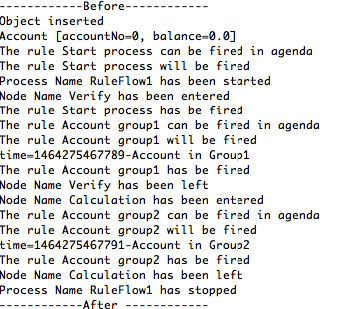 ------------Before------------
Object inserted
Account [accountNo=0, balance=0.0]
The rule Start process can be fired in agenda
The rule Start process will be fired
Process Name RuleFlow1 has been started
Node Name Verify has been entered
The rule Start process has be fired
The rule Account group1 can be fired in agenda
The rule Account group1 will be fired
time=1464275467789-Account in Group1
The rule Account group1 has be fired
Node Name Verify has been left
Node Name Calculation has been entered
The rule Account group2 can be fired in agenda
The rule Account group2 will be fired
time=1464275467791-Account in Group2
The rule Account group2 has be fired
Node Name Calculation has been left
Process Name RuleFlow1 has stopped
------------After ------------